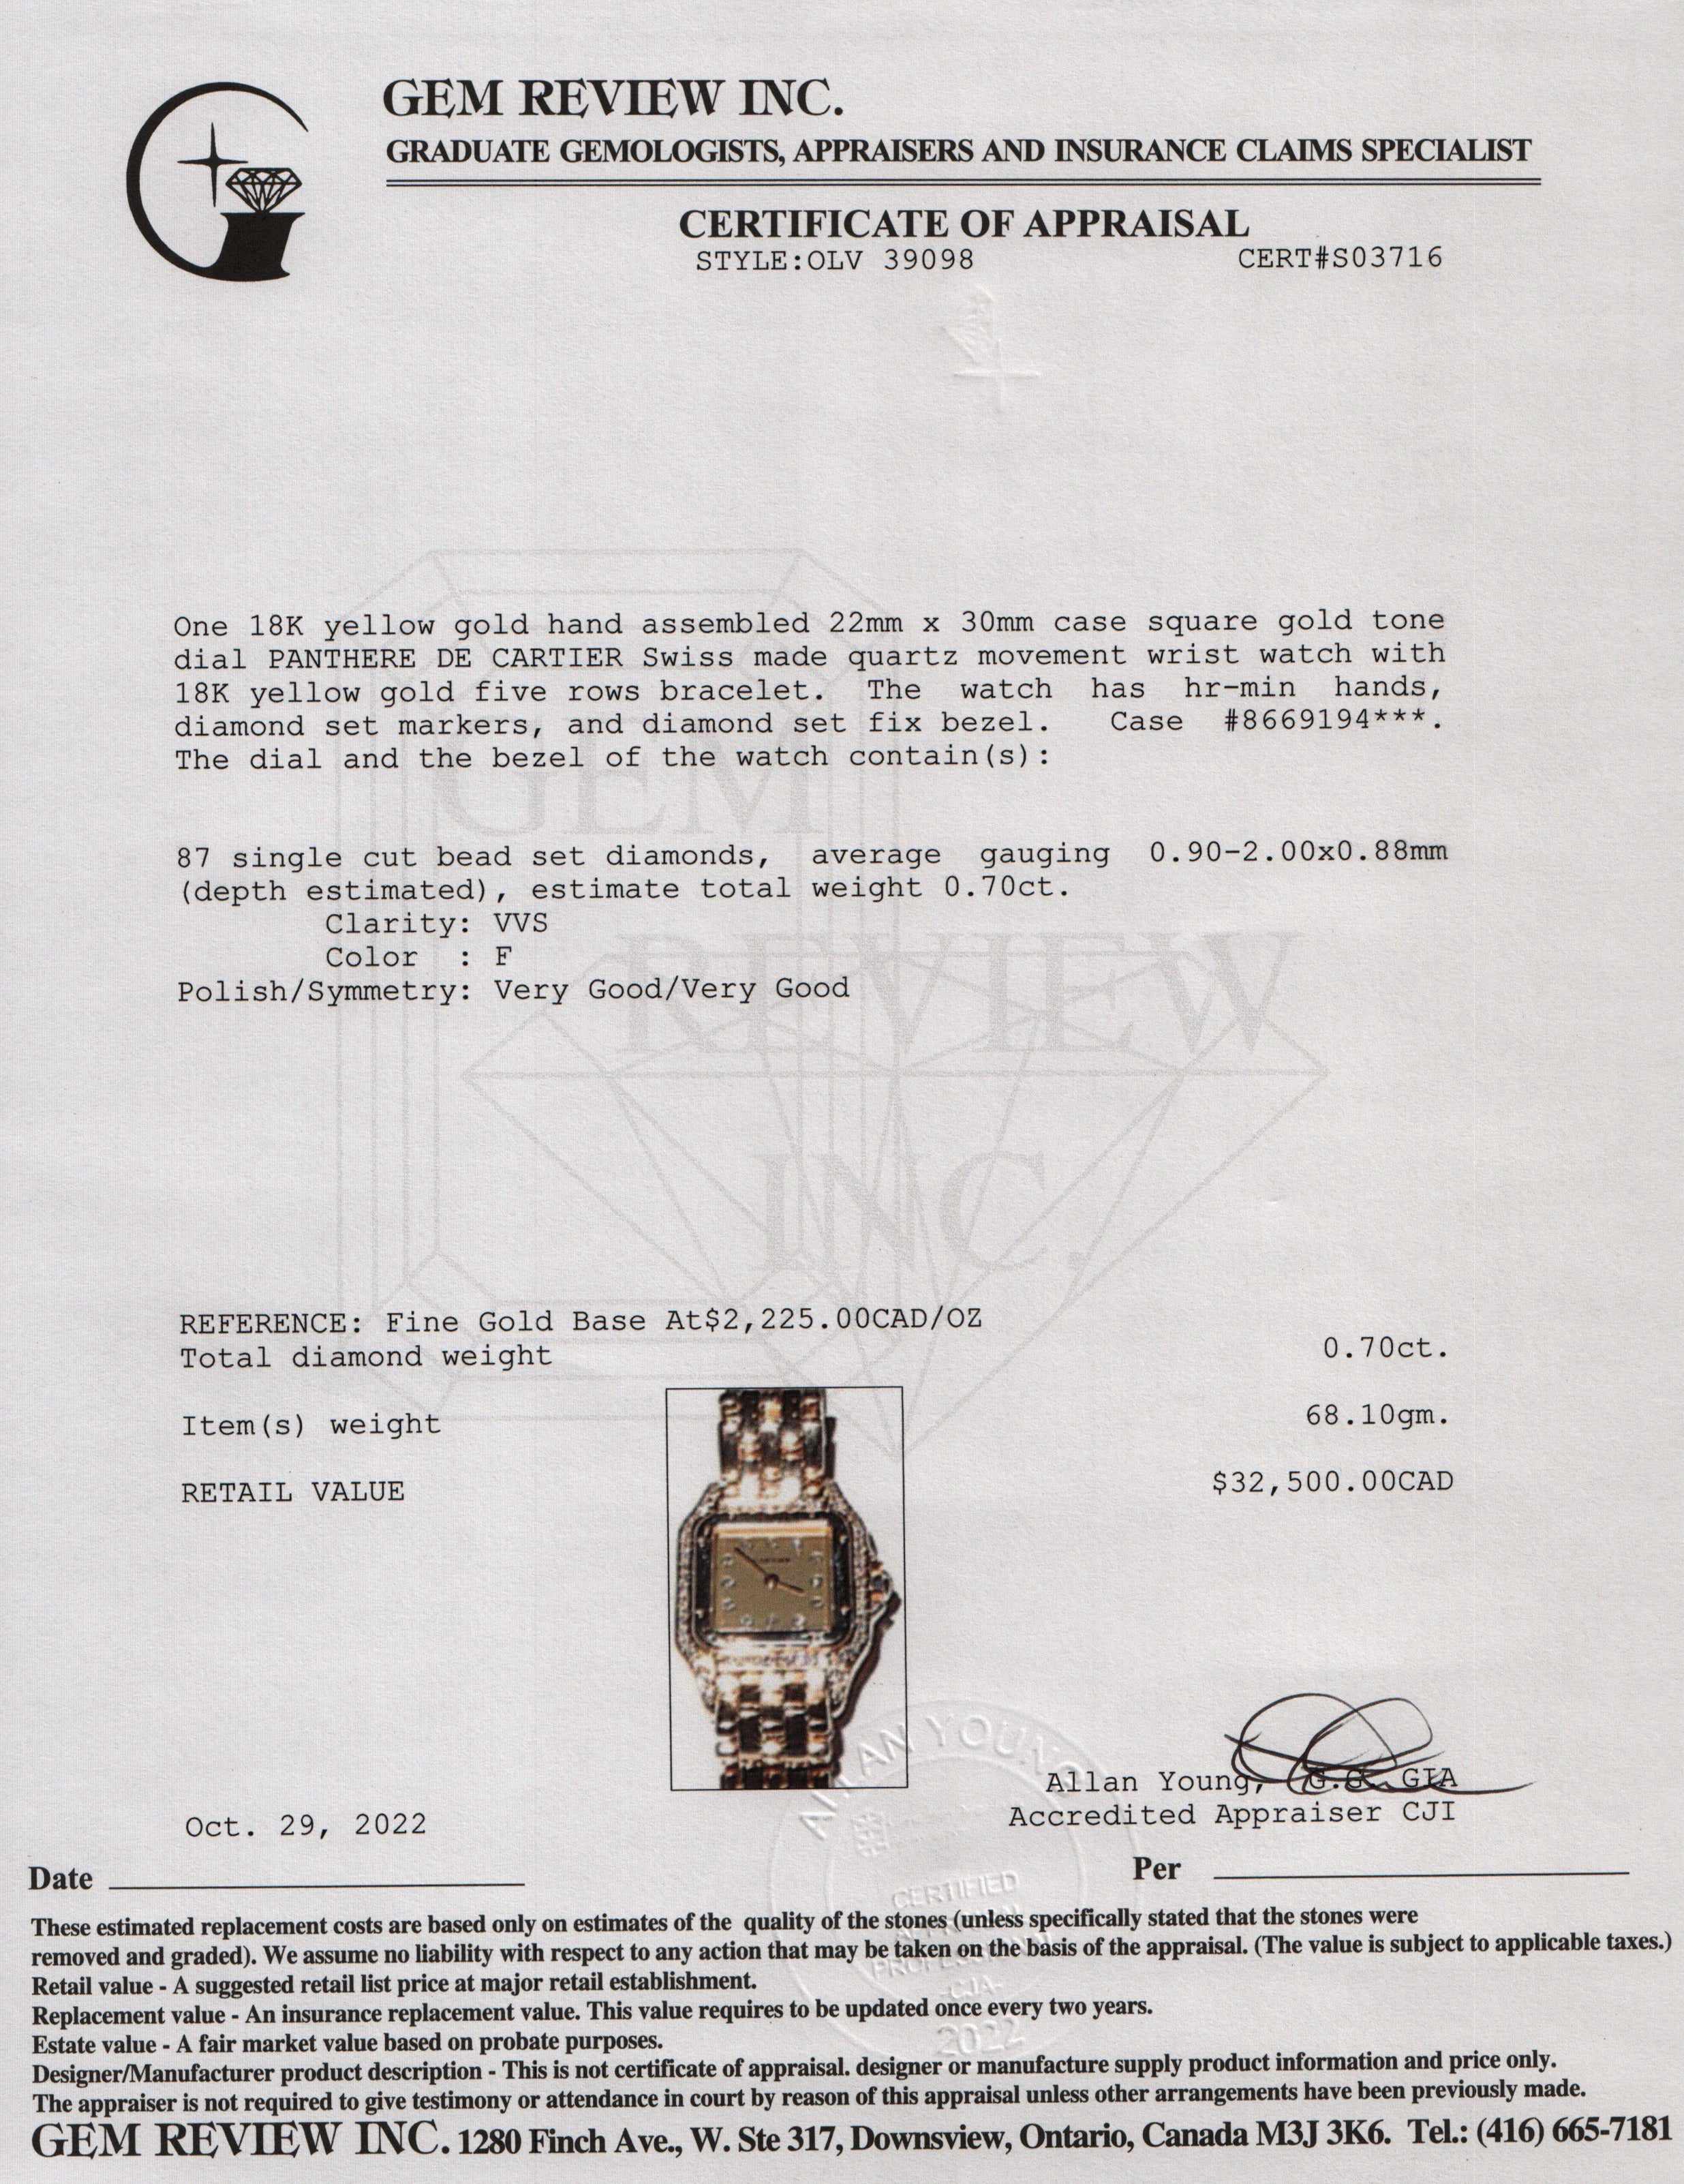 GEM REVIEW INC.
GRADUATE GEMOLOGISTS, APPRAISERS AND INSURANCE CLAIMS SPECIALIST
CERTIFICATE OF APPRAISAL
STYLE:OLV 39098 CERT#S03716
One 18K yellow gold hand assembled 22mm x 30mm case square gold tone
dial PANTHERE DE CARTIER Swiss made quartz movement wrist watch with
18K yellow gold five rows bracelet. The watch has hr-min hands,
diamond set markers, and diamond set fix bezel. Case #8669194***.
The dial and the bezel of the watch contain(s):
87 single cut bead set diamonds, average gauging 0.90-2.00x0.88mm
(depth estimated), estimate total weight 0.70ct.
Clarity: VVS
Color : F
Polish/Symmetry: Very Good/Very Good
GEM
REVIEW
INC.
REFERENCE: Fine Gold Base At$2,225.00CAD/OZ
Total diamond weight 0.70ct.
Item(s) weight 68.10gm.
RETAIL VALUE $32,500.00CAD
ALLAN YOUNG
CERTIFIED
PROFESSIONAL
-CJA-
2022
Allan Young, G.G. GIA
Accredited Appraiser CJI
Oct. 29, 2022
Date Per
These estimated replacement costs are based only on estimates of the quality of the stones (unless specifically stated that the stones were
removed and graded). We assume no liability with respect to any action that may be taken on the basis of the appraisal. (The value is subject to applicable taxes.)
Retail value - A suggested retail list price at major retail establishment.
Replacement value - An insurance replacement value. This value requires to be updated once every two years.
Estate value - A fair market value based on probate purposes.
Designer/Manufacturer product description - This is not certificate of appraisal. designer or manufacture supply product information and price only.
The appraiser is not required to give testimony or attendance in court by reason of this appraisal unless other arrangements have been previously made.
GEM REVIEW INC. 1280 Finch Ave., W. Ste 317, Downsview, Ontario, Canada M3J 3K6. Tel.: (416) 665-7181